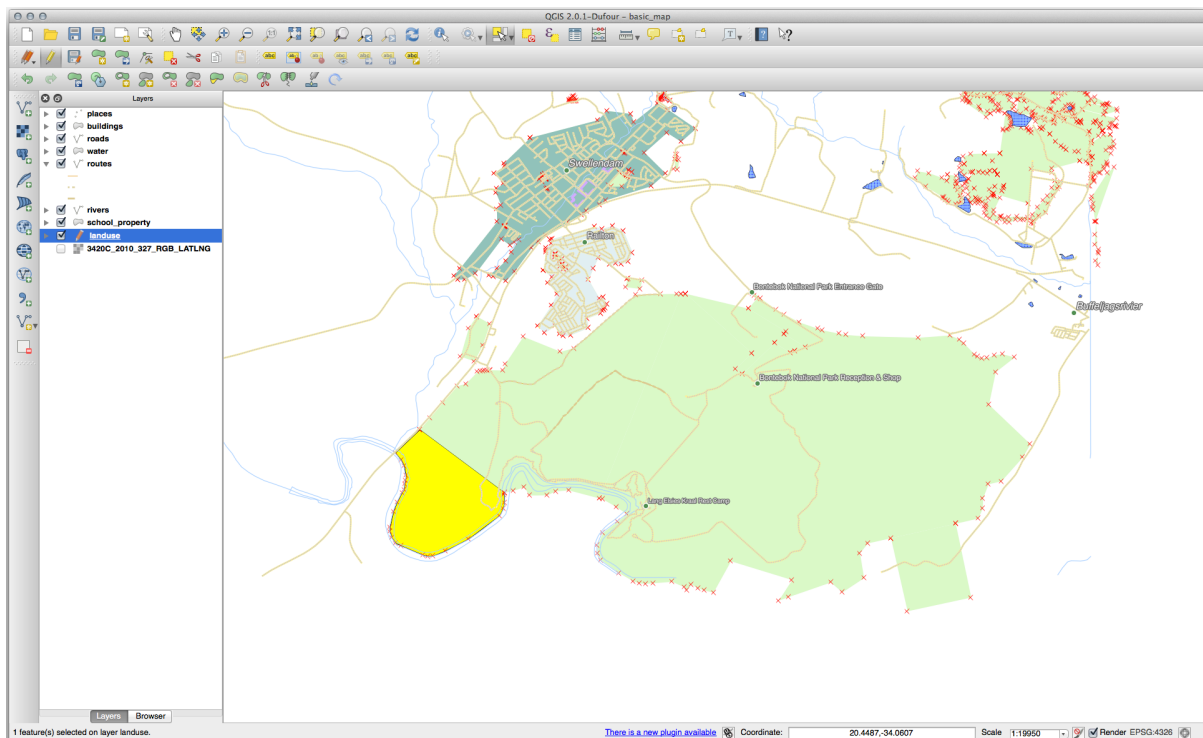 QGIS 2.0.1-Dufour – basic_map
Layers
places
buildings
roads
water
routes
rivers
school_property
landuse
3420C_2010_327_RGB_LATLNG
Swellendam
Railton
Bontebok National Park Entrance Gate
Buffeljagsrivier
Bontebok National Park Reception & Shop
Lang Elsies Kraal Rest Camp
Layers Browser
1 feature(s) selected on layer landuse. There is a new plugin available Coordinate: 20.4487,-34.0607 Scale 1:19950 Render EPSG:4326